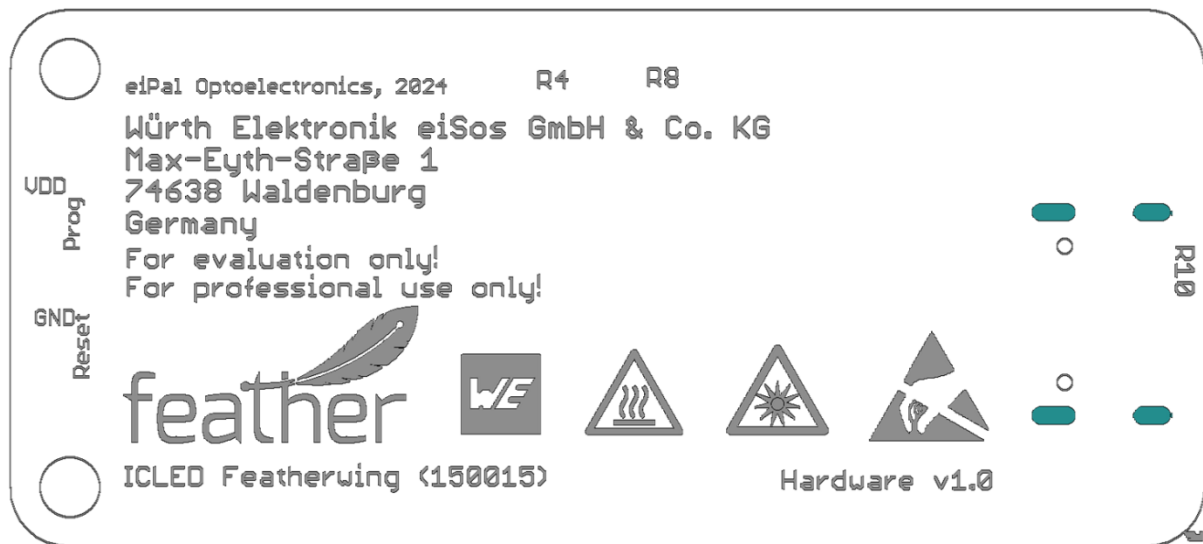 eiPal Optoelectronics, 2024
R4
R8
Würth Elektronik eiSos GmbH & Co. KG
Max-Eyth-Straße 1
74638 Waldenburg
Germany
For evaluation only!
For professional use only!
VDD
Prog
GND
Reset
R10
feather
WE
ICLED Featherwing (150015)
Hardware v1.0